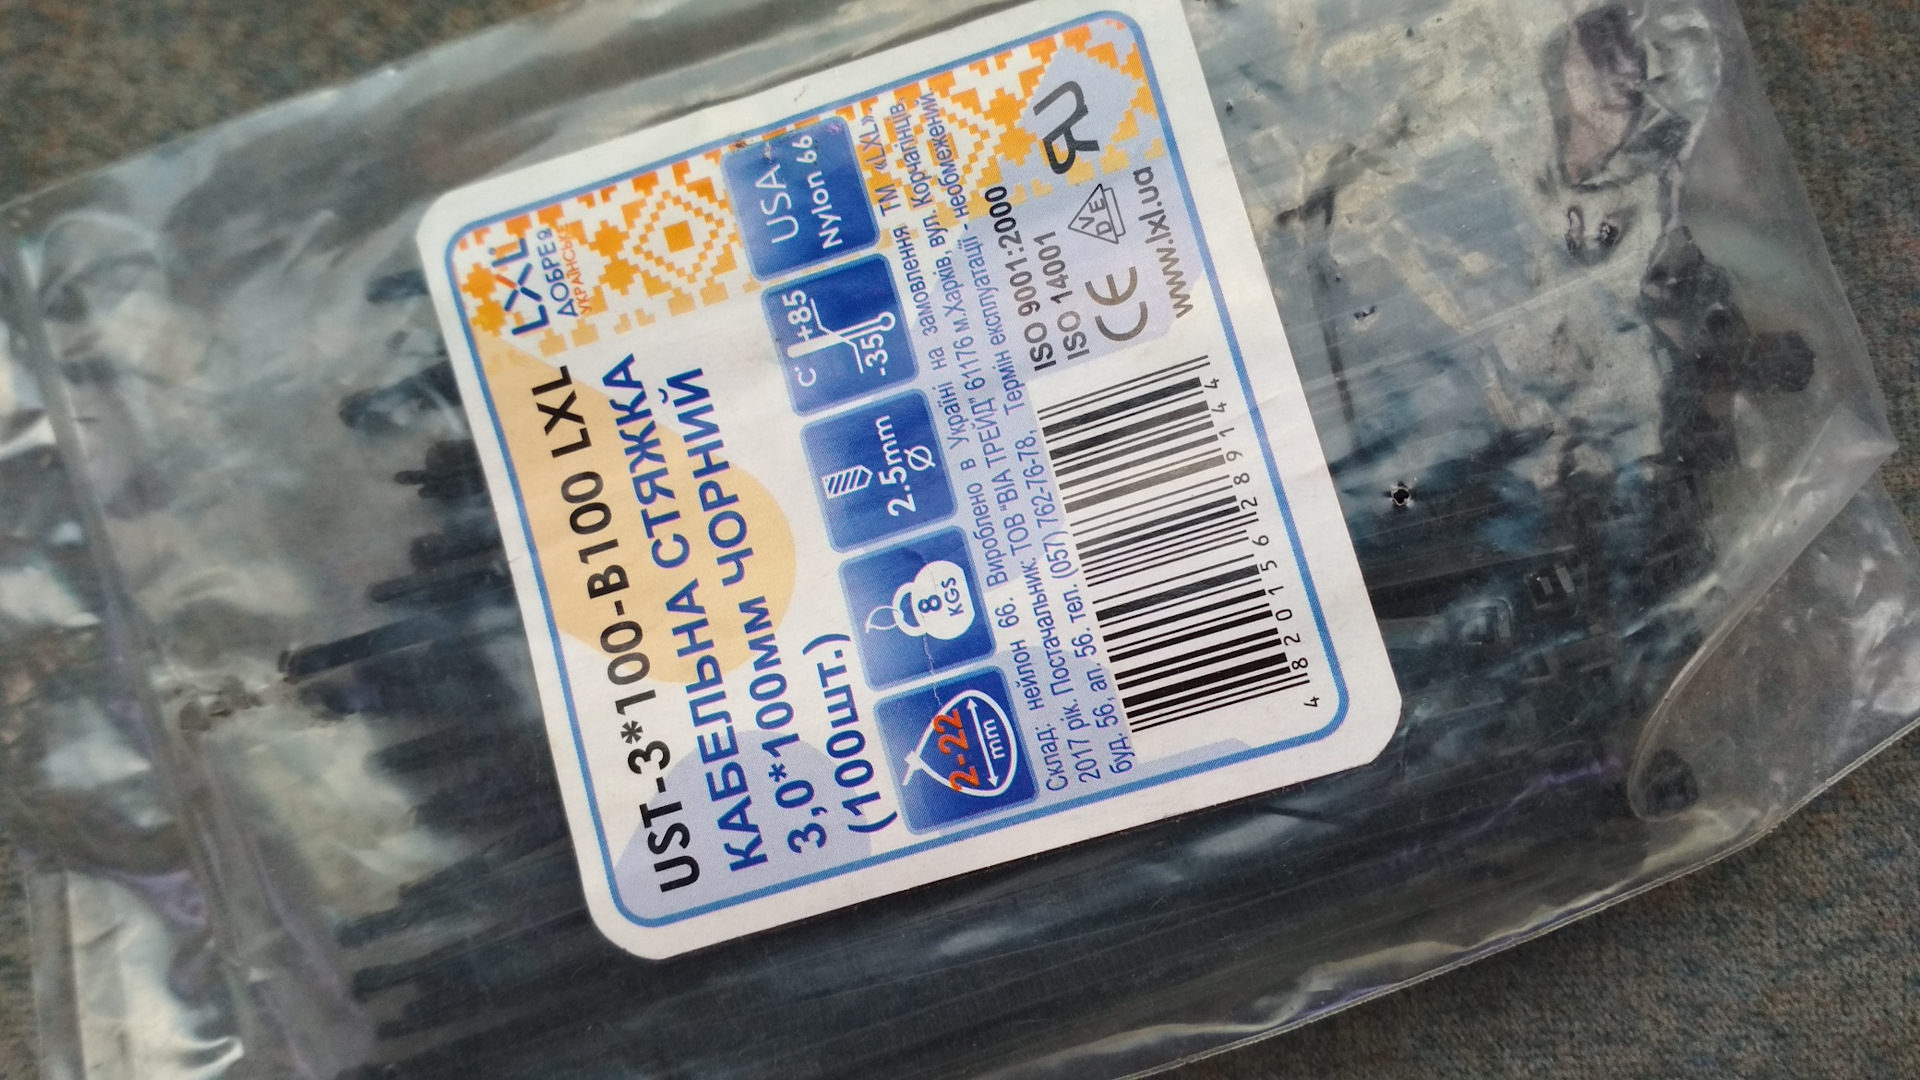 LXL
ДОБРЕ
УКРАЇНСЬКЕ
UST-3*100-B100 LXL
КАБЕЛЬНА СТЯЖКА
3,0*100мм ЧОРНИЙ
(100шт.)
2-22
mm
8
KGS
2.5mm
Ø
C° +85
-35
USA
Nylon 66
Склад: нейлон 66. Вироблено в Україні на замовлення ТМ «LXL».
2017 рік. Постачальник: ТОВ "ВІА ТРЕЙД" 61176 м.Харків, вул. Корчагінців,
буд. 56, ап. 56. тел. (057) 762-76-78, Термін експлуатації - необмежений.
ISO 9001:2000
ISO 14001
CE
DVE
www.lxl.ua
4 820156 289144